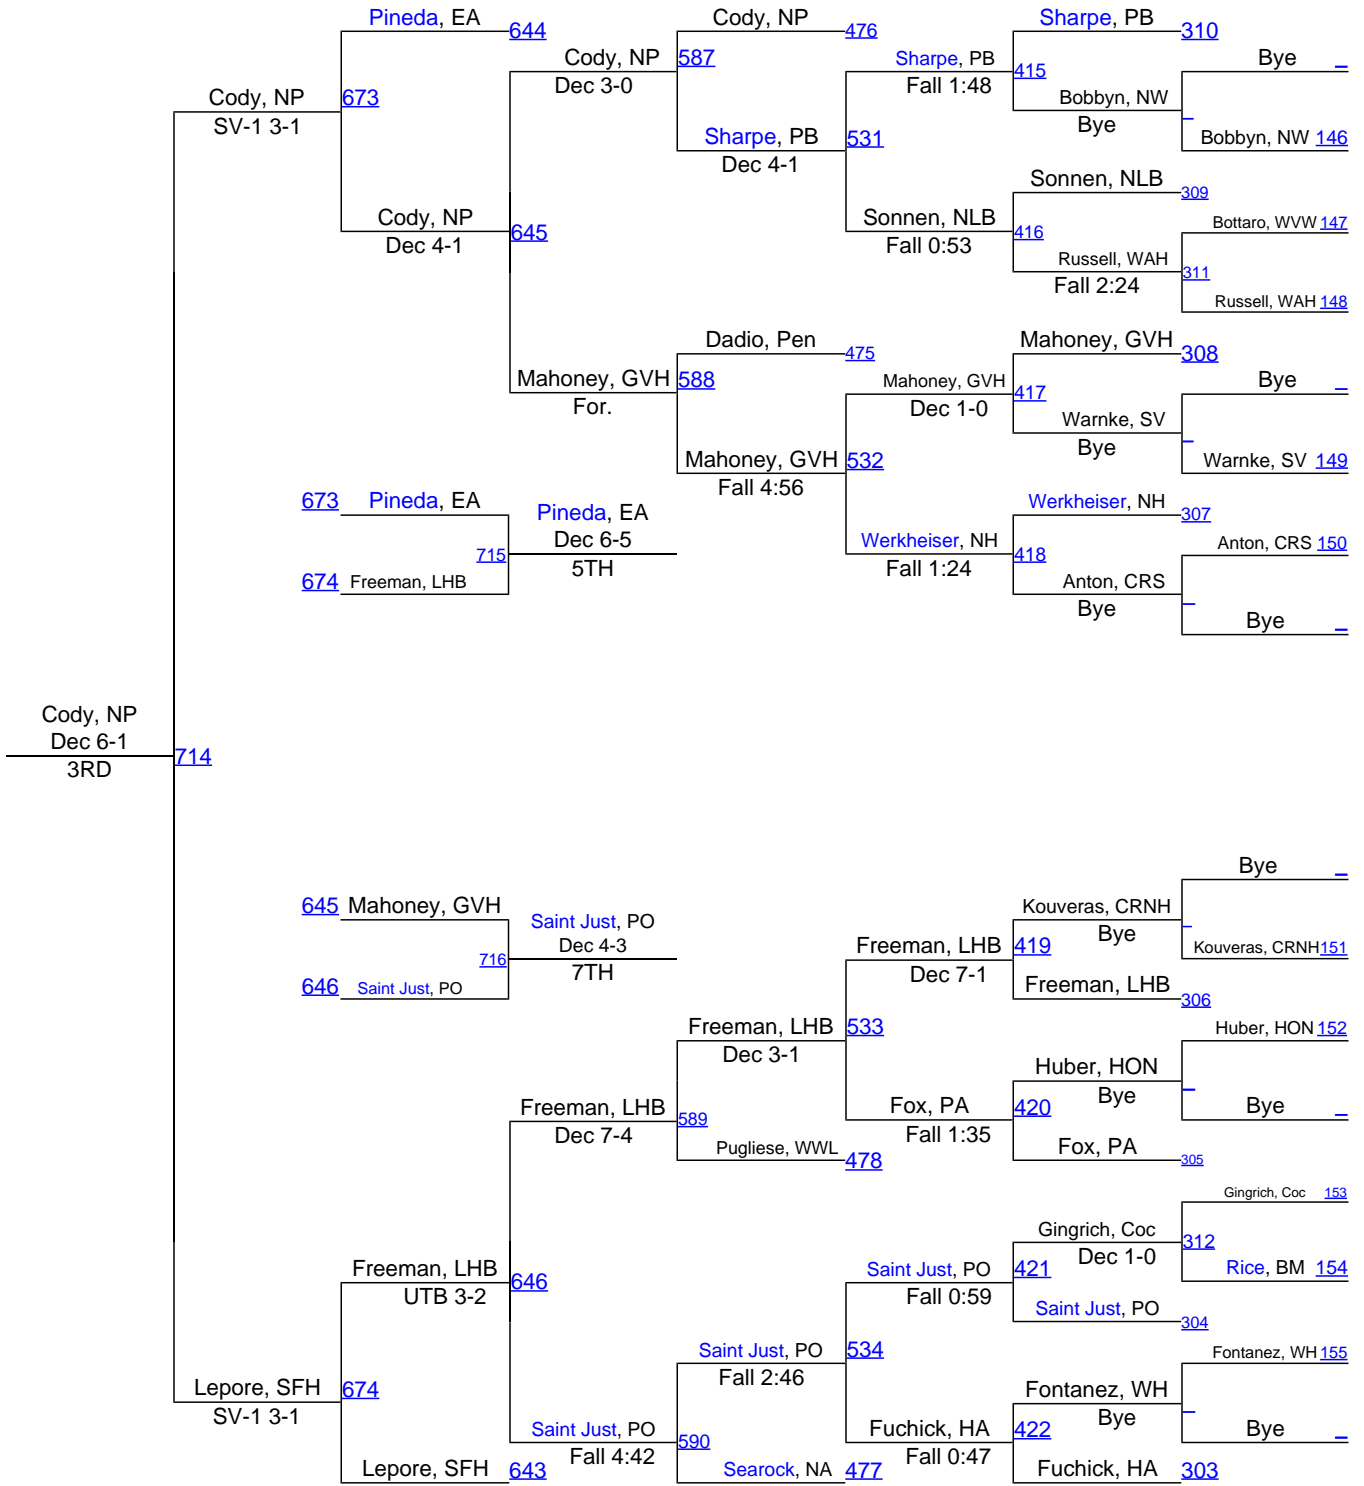 Pineda, EA 644
Cody, NP 476
Sharpe, PB 310
Cody, NP 587
Dec 3-0
Sharpe, PB
Fall 1:48
415
Bye
Cody, NP
SV-1 3-1
673
Bobbyn, NW
Bye
Sharpe, PB
Dec 4-1
531
Bobbyn, NW 146
Sonnen, NLB 309
Cody, NP
Dec 4-1
645
Sonnen, NLB
Fall 0:53
416
Bottaro, WVW 147
Russell, WAH
Fall 2:24
311
Russell, WAH 148
Dadio, Pen 475
Mahoney, GVH 308
Mahoney, GVH
For.
588
Mahoney, GVH
Dec 1-0
417
Bye
Warnke, SV
Bye
Mahoney, GVH
Fall 4:56
532
Warnke, SV 149
673 Pineda, EA
Pineda, EA
Dec 6-5
5TH
715
674 Freeman, LHB
Werkheiser, NH 307
Werkheiser, NH
Fall 1:24
418
Anton, CRS 150
Anton, CRS
Bye
Bye
Cody, NP
Dec 6-1
3RD
714
Bye
645 Mahoney, GVH
Saint Just, PO
Dec 4-3
7TH
716
646 Saint Just, PO
Kouveras, CRNH
Bye
Freeman, LHB
Dec 7-1
419
Kouveras, CRNH 151
Freeman, LHB 306
Freeman, LHB
Dec 3-1
533
Huber, HON 152
Huber, HON
Bye
Freeman, LHB
Dec 7-4
589
Fox, PA
Fall 1:35
420
Bye
Pugliese, WWL 478
Fox, PA 305
Gingrich, Coc 153
Gingrich, Coc
Dec 1-0
312
Freeman, LHB
UTB 3-2
646
Saint Just, PO
Fall 0:59
421
Rice, BM 154
Saint Just, PO 304
Saint Just, PO
Fall 2:46
534
Fontanez, WH 155
Lepore, SFH
SV-1 3-1
674
Fontanez, WH
Bye
Saint Just, PO
Fall 4:42
590
Fuchick, HA
Fall 0:47
422
Bye
Lepore, SFH 643
Searock, NA 477
Fuchick, HA 303